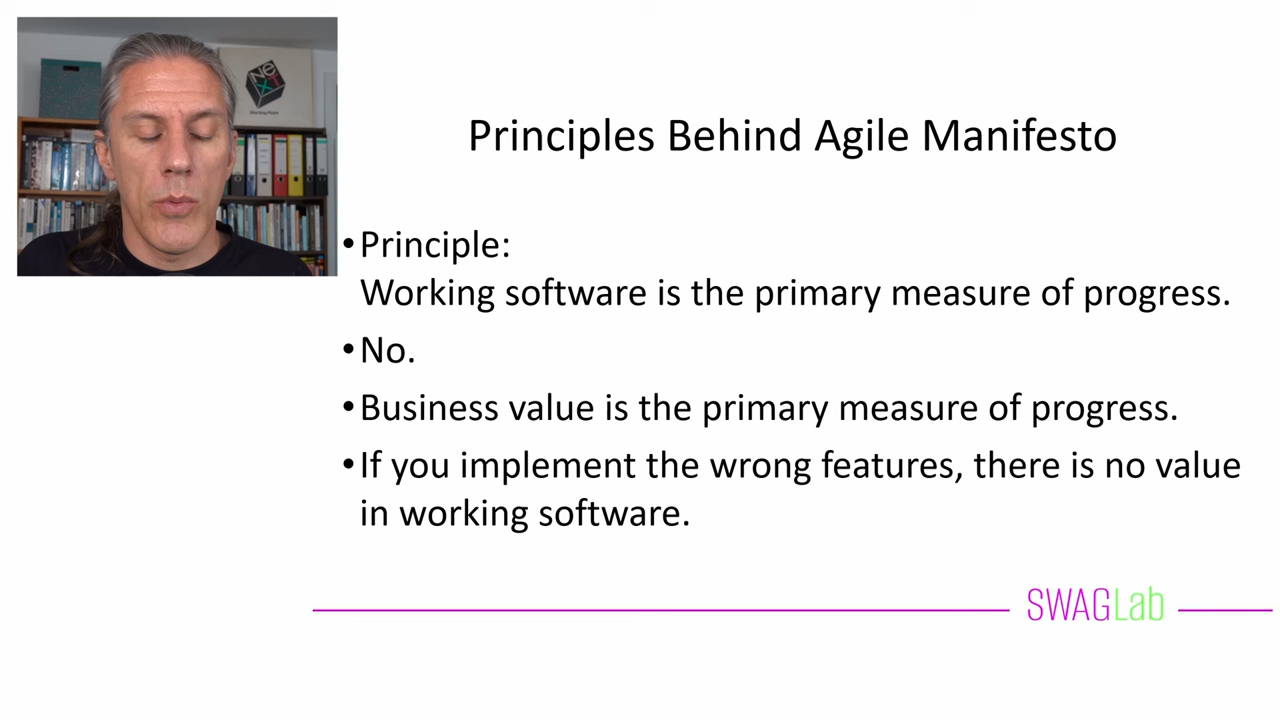 NeXT
Principles Behind Agile Manifesto
•Principle:
Working software is the primary measure of progress.
•No.
•Business value is the primary measure of progress.
•If you implement the wrong features, there is no value
in working software.
SWAGLab